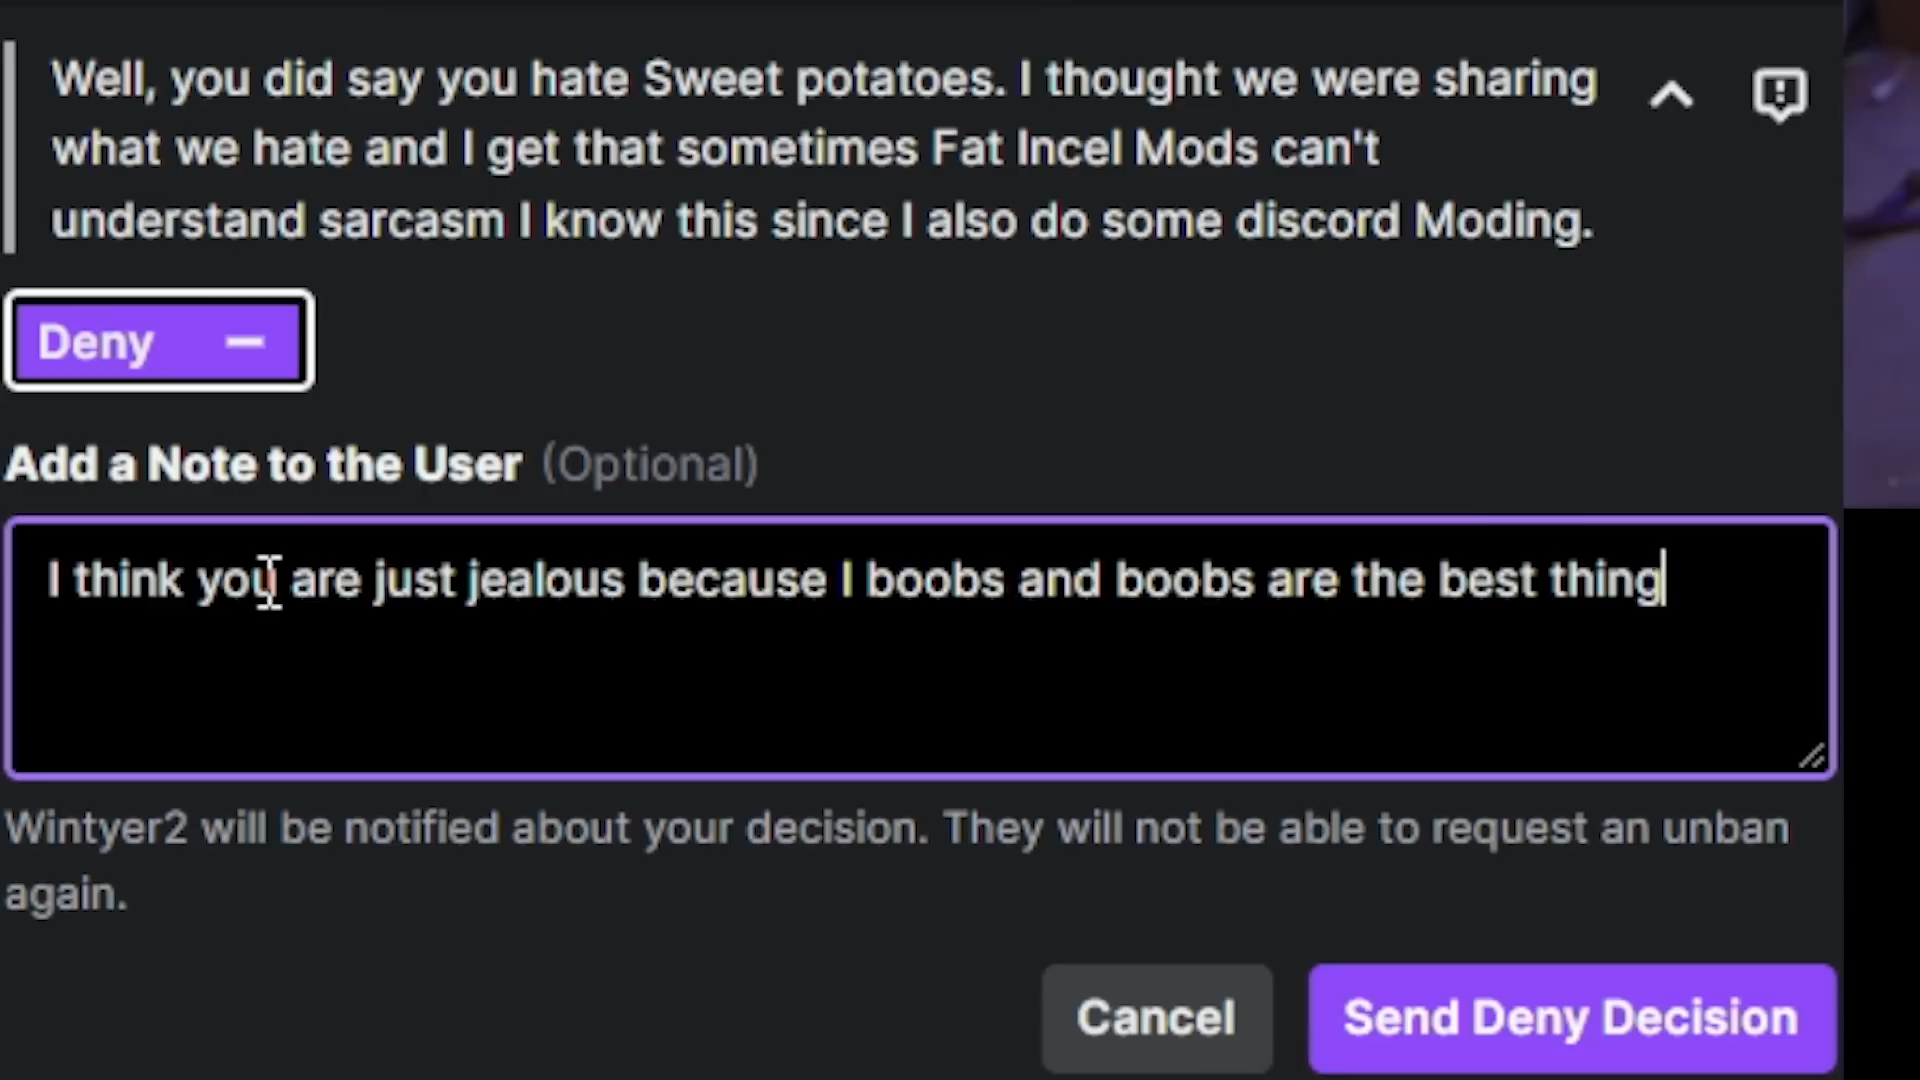 Well, you did say you hate Sweet potatoes. I thought we were sharing
what we hate and I get that sometimes Fat Incel Mods can't
understand sarcasm I know this since I also do some discord Moding.
Deny
Add a Note to the User (Optional)
I think you are just jealous because I boobs and boobs are the best thing
Wintyer2 will be notified about your decision. They will not be able to request an unban
again.
Cancel Send Deny Decision